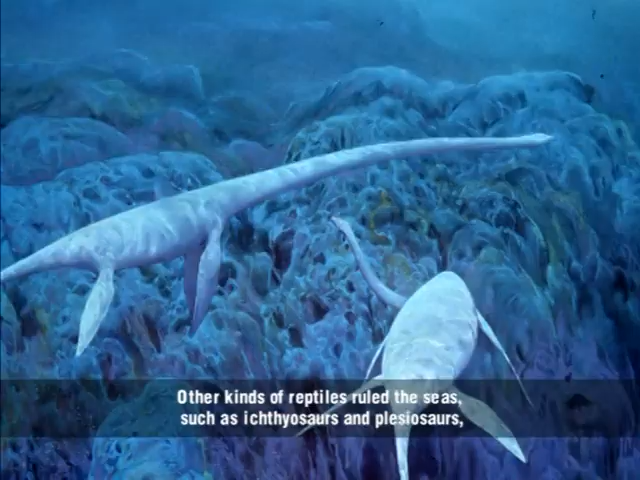 Other kinds of reptiles ruled the seas,
such as ichthyosaurs and plesiosaurs,